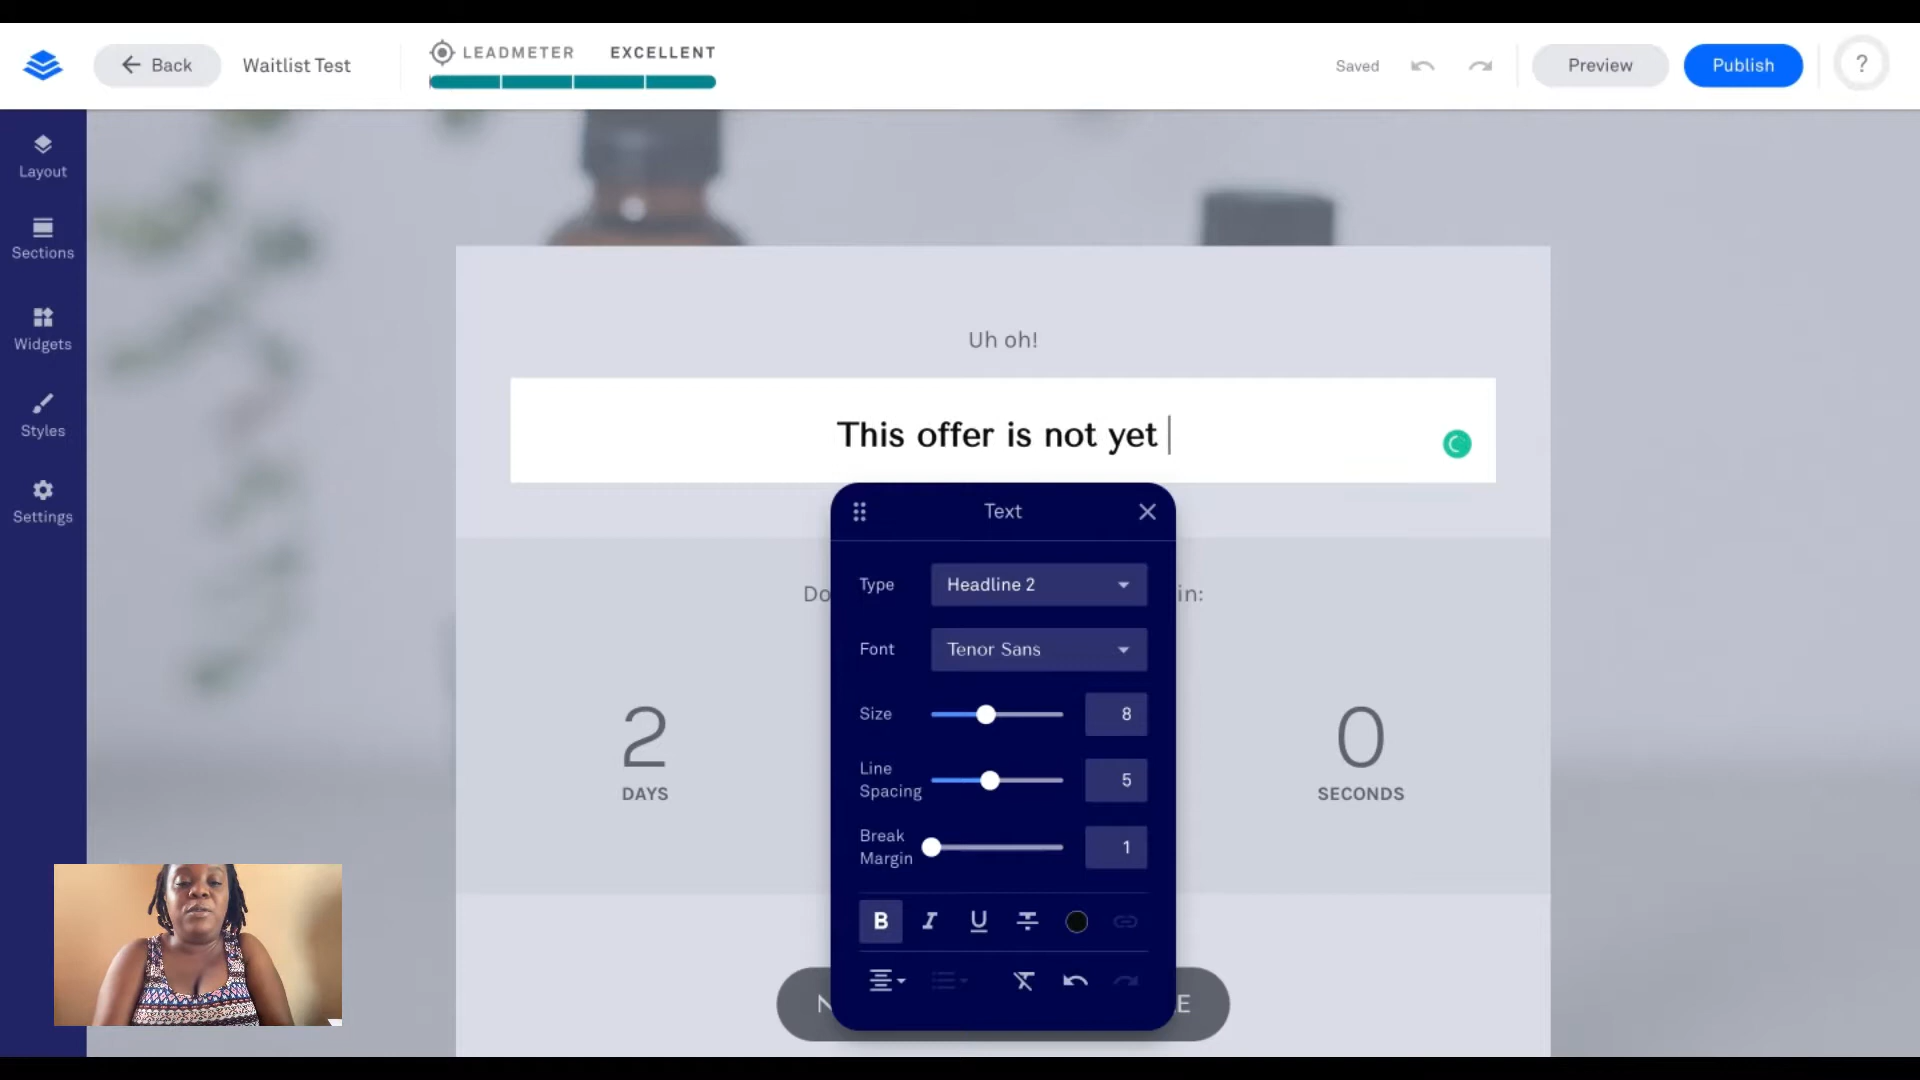 Back
Waitlist Test
LEADMETER EXCELLENT
Saved
Preview
Publish
?
Layout
Sections
Widgets
Styles
Settings
Uh oh!
This offer is not yet
Do
in:
2
DAYS
0
SECONDS
Text
Type Headline 2
Font Tenor Sans
Size 8
Line
Spacing 5
Break
Margin 1
B I U
N
E